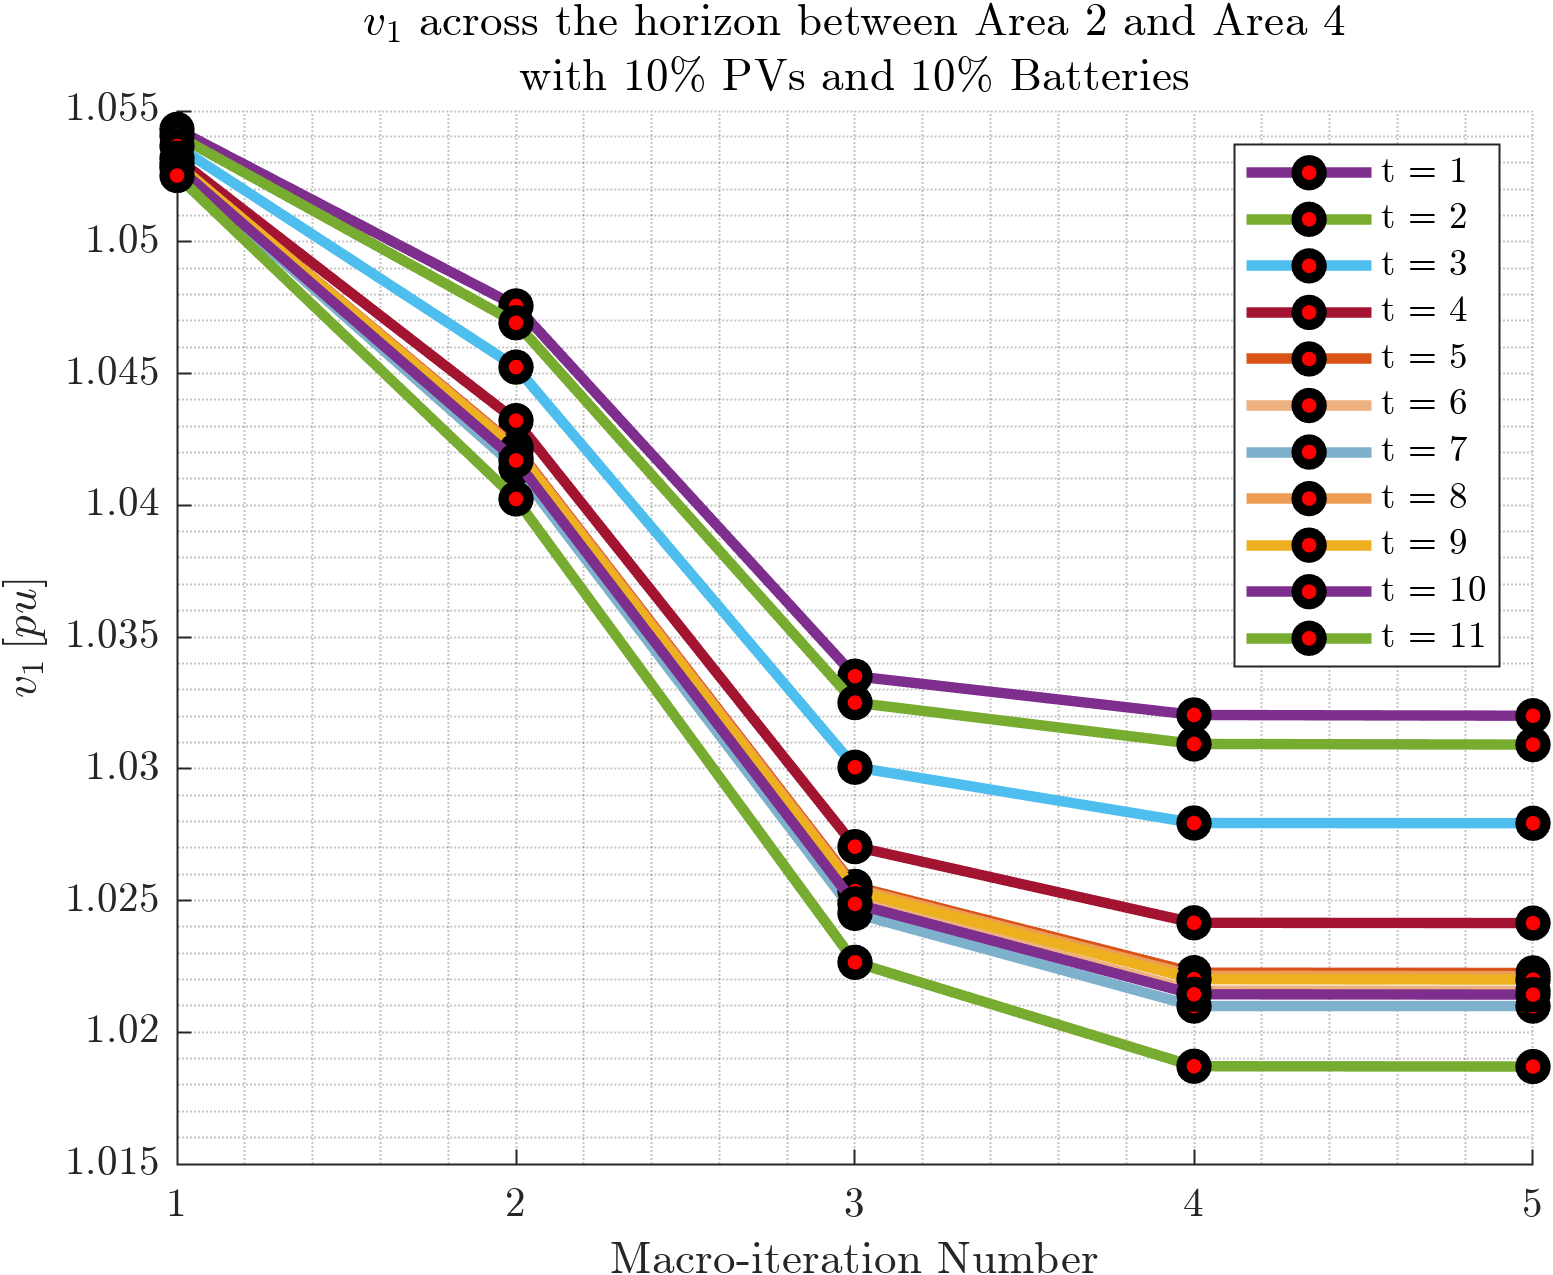 v₁ across the horizon between Area 2 and Area 4
with 10% PVs and 10% Batteries
1.055
1.05
1.045
1.04
1.035
1.03
1.025
1.02
1.015
v₁ [pu]
t = 1
t = 2
t = 3
t = 4
t = 5
t = 6
t = 7
t = 8
t = 9
t = 10
t = 11
1 2 3 4 5
Macro-iteration Number